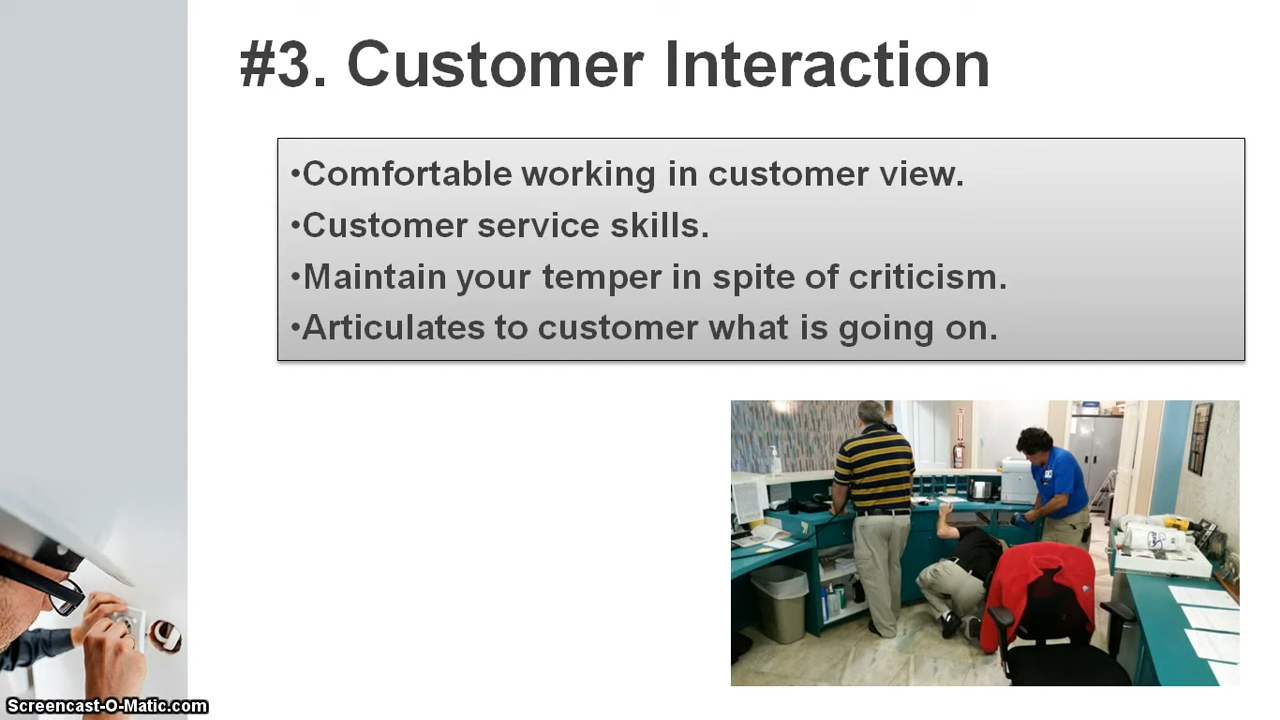 #3. Customer Interaction
•Comfortable working in customer view.
•Customer service skills.
•Maintain your temper in spite of criticism.
•Articulates to customer what is going on.
Screencast-O-Matic.com